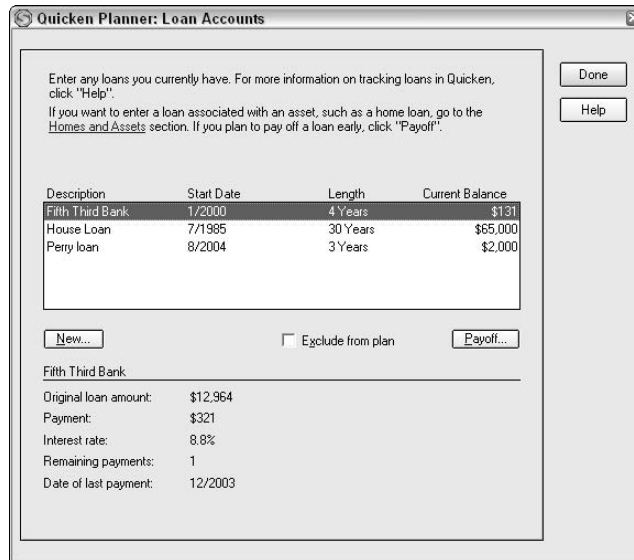 Quicken Planner: Loan Accounts
Enter any loans you currently have. For more information on tracking loans in Quicken,
click "Help".
If you want to enter a loan associated with an asset, such as a home loan, go to the
Homes and Assets section. If you plan to pay off a loan early, click "Payoff".
Done
Help
Description Start Date Length Current Balance
Fifth Third Bank 1/2000 4 Years $131
House Loan 7/1985 30 Years $65,000
Perry loan 8/2004 3 Years $2,000
New... Exclude from plan Payoff...
Fifth Third Bank
Original loan amount: $12,964
Payment: $321
Interest rate: 8.8%
Remaining payments: 1
Date of last payment: 12/2003